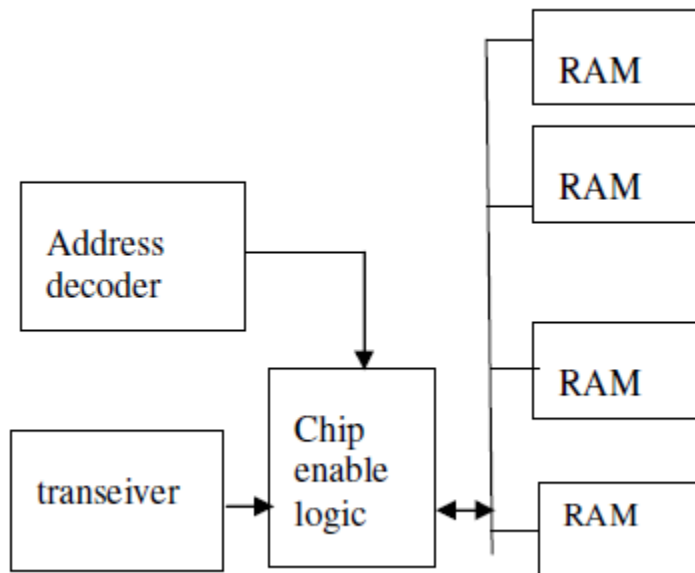 RAM
RAM
Address
decoder
RAM
Chip
enable
logic
transeiver
RAM